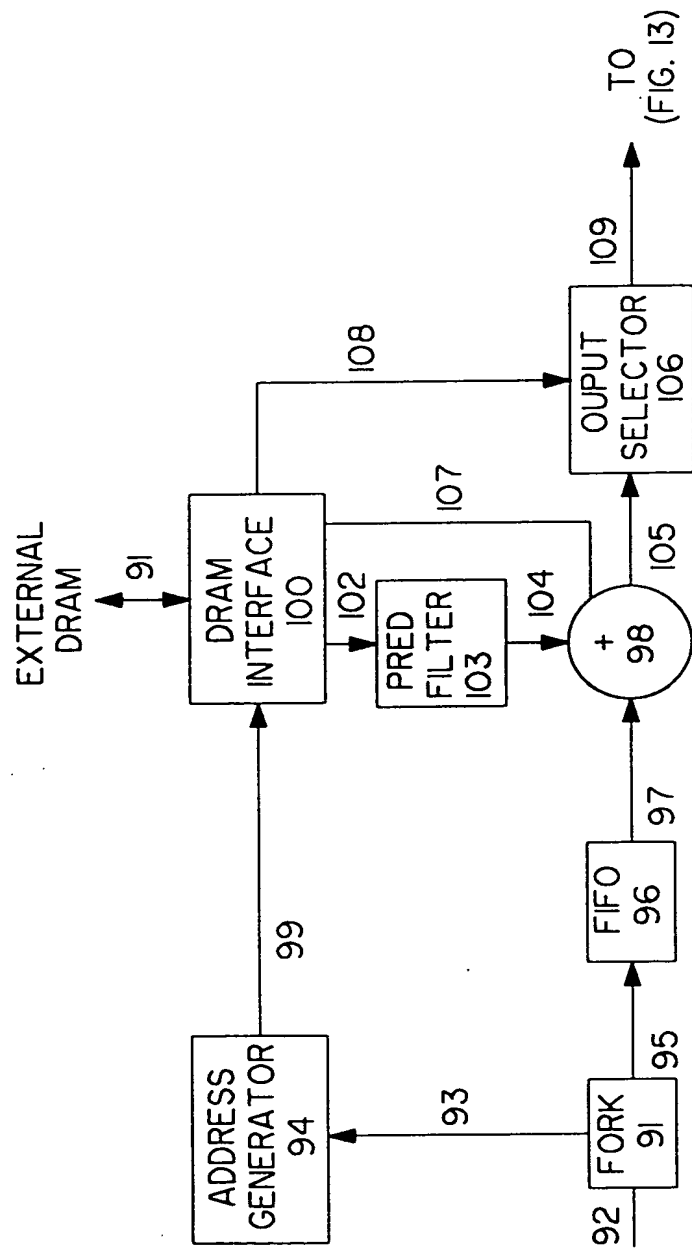 EXTERNAL
DRAM
91
ADDRESS
GENERATOR
94
99
DRAM
INTERFACE
100
108
102
107
PRED
FILTER
103
104
93
92
FORK
91
95
FIFO
96
97
+
98
105
OUPUT
SELECTOR
106
109
TO
(FIG. 13)